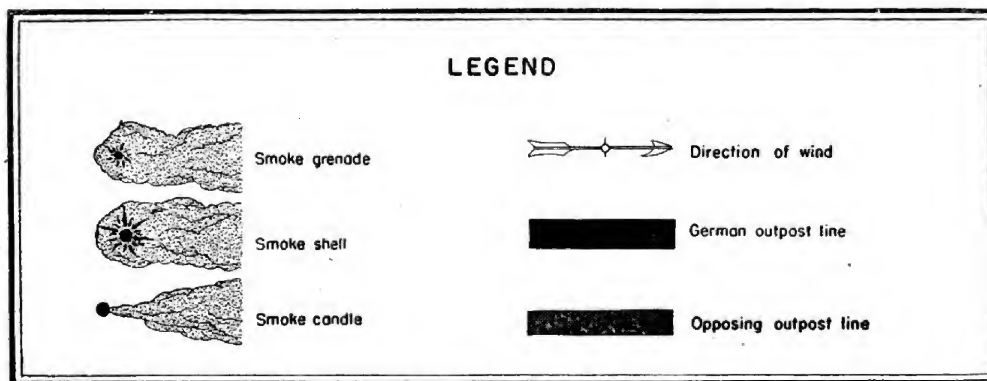 LEGEND
Smoke grenade
Smoke shell
Smoke candle
Direction of wind
German outpost line
Opposing outpost line